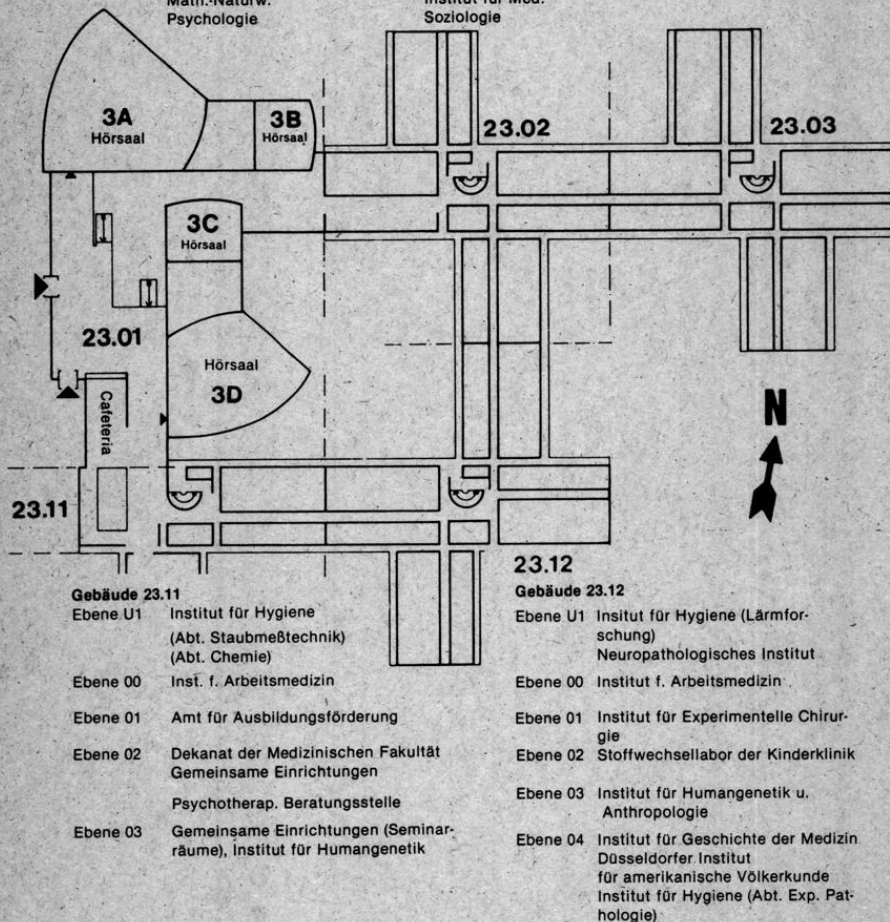 Math.-Naturw.
Psychologie
Institut für Med.
Soziologie
3A
Hörsaal
3B
Hörsaal
23.02
23.03
3C
Hörsaal
23.01
Hörsaal
3D
Cafeteria
N
23.11
23.12
Gebäude 23.11
Ebene U1 Institut für Hygiene
(Abt. Staubmeßtechnik)
(Abt. Chemie)
Ebene 00 Inst. f. Arbeitsmedizin
Ebene 01 Amt für Ausbildungsförderung
Ebene 02 Dekanat der Medizinischen Fakultät
Gemeinsame Einrichtungen
Psychotherap. Beratungsstelle
Ebene 03 Gemeinsame Einrichtungen (Seminar-
räume), Institut für Humangenetik
Gebäude 23.12
Ebene U1 Insitut für Hygiene (Lärmfor-
schung)
Neuropathologisches Institut
Ebene 00 Institut f. Arbeitsmedizin
Ebene 01 Institut für Experimentelle Chirur-
gie
Ebene 02 Stoffwechsellabor der Kinderklinik
Ebene 03 Institut für Humangenetik u.
Anthropologie
Ebene 04 Institut für Geschichte der Medizin
Düsseldorfer Institut
für amerikanische Völkerkunde
Institut für Hygiene (Abt. Exp. Pat-
hologie)